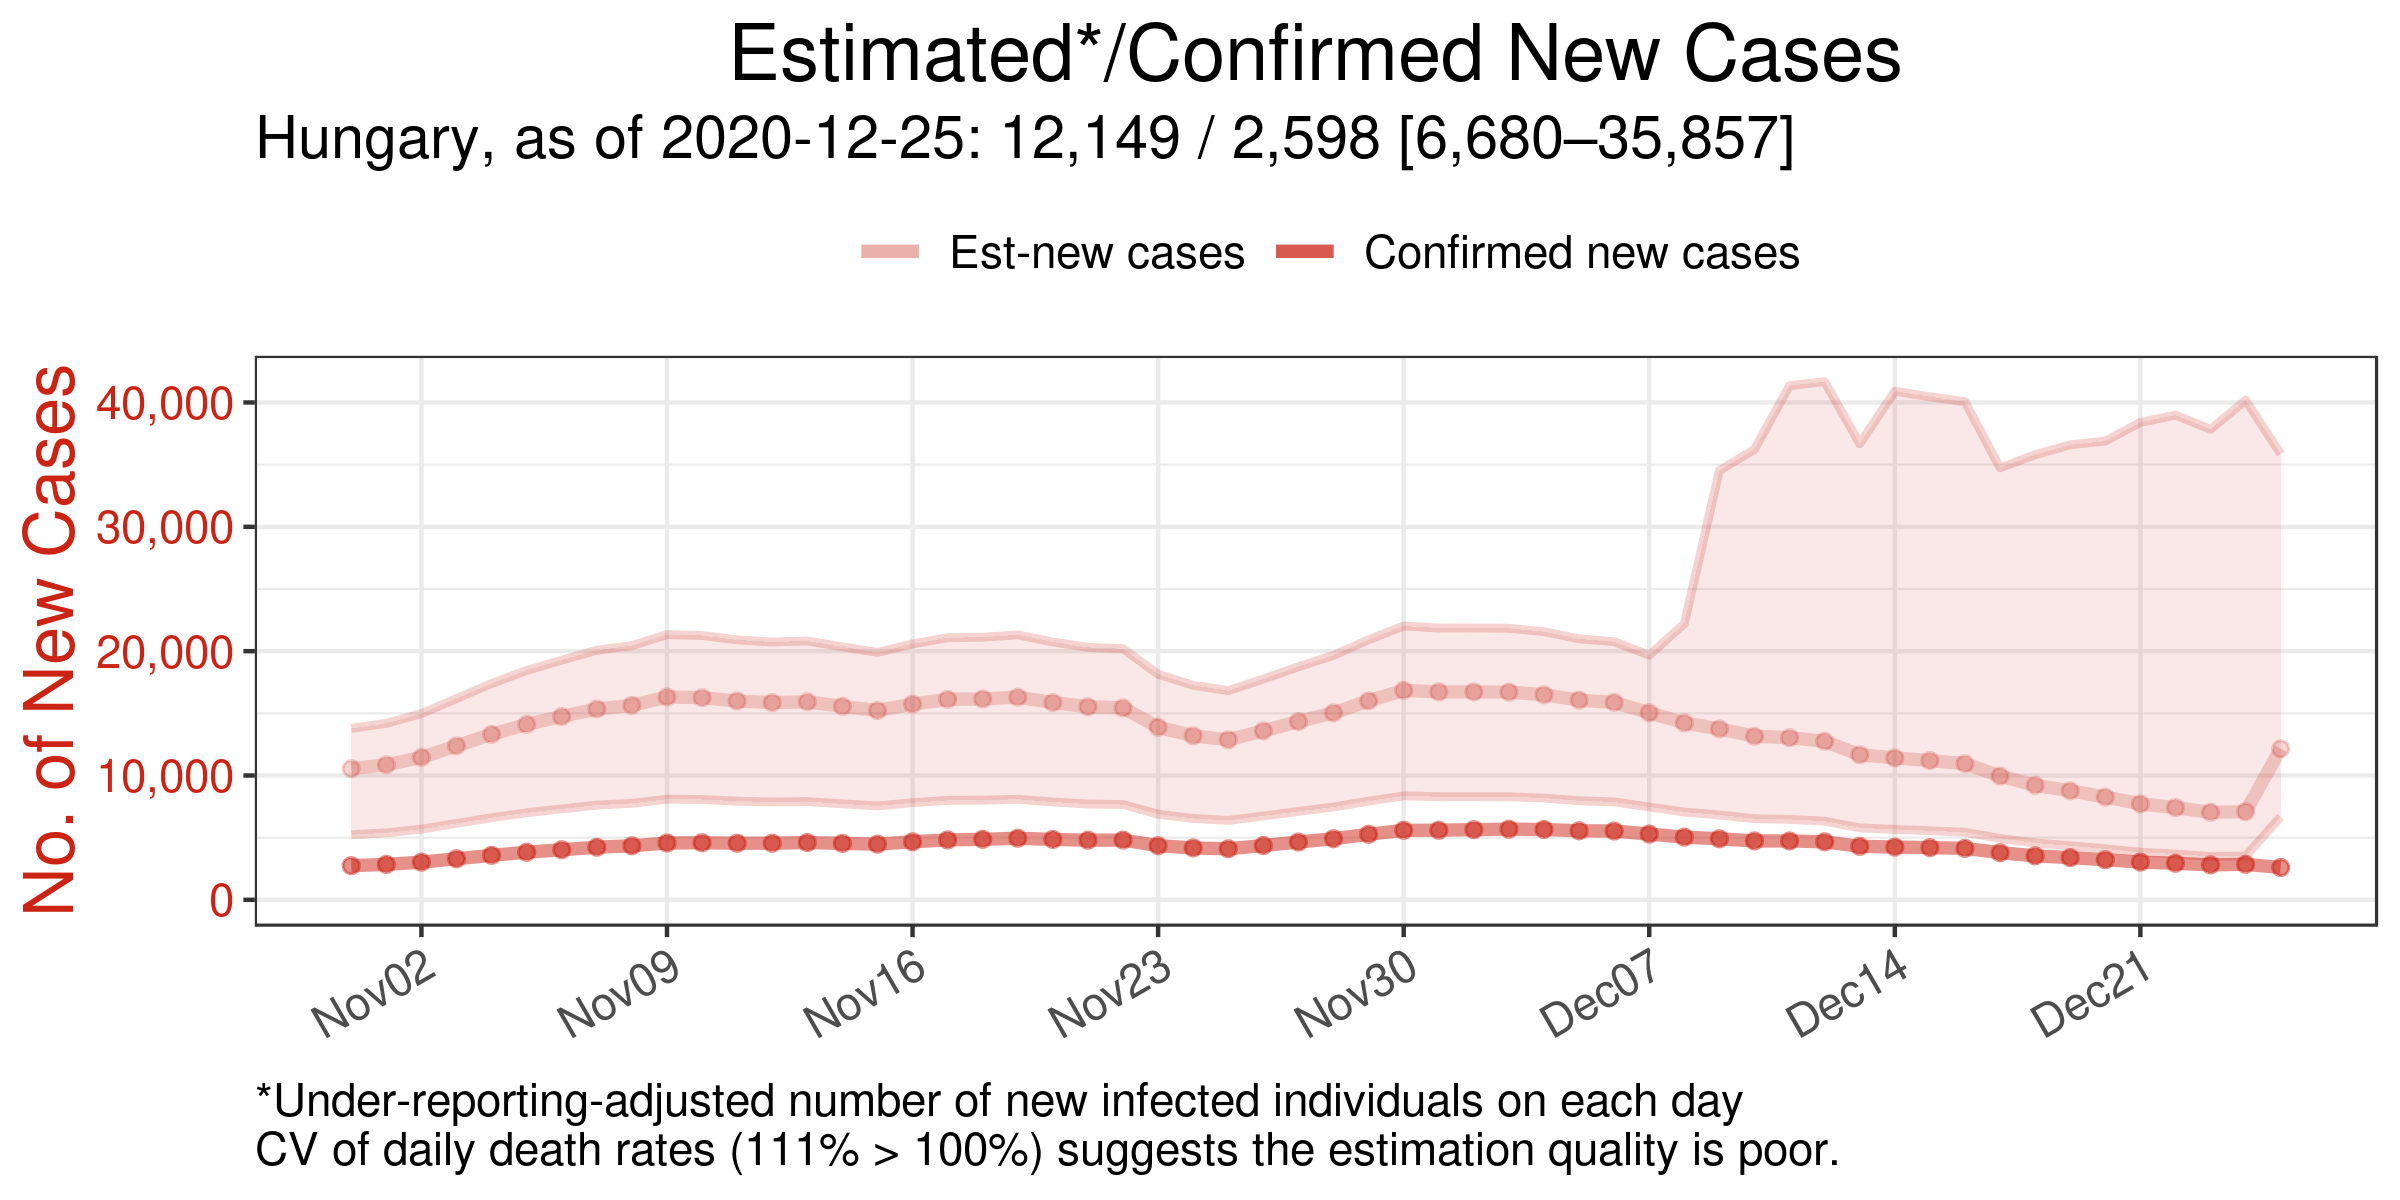 Estimated*/Confirmed New Cases
Hungary, as of 2020-12-25: 12,149 / 2,598 [6,680–35,857]
Est-new cases
Confirmed new cases
No. of New Cases
40,000
30,000
20,000
10,000
0
Nov02
Nov09
Nov16
Nov23
Nov30
Dec07
Dec14
Dec21
*Under-reporting-adjusted number of new infected individuals on each day
CV of daily death rates (111% > 100%) suggests the estimation quality is poor.